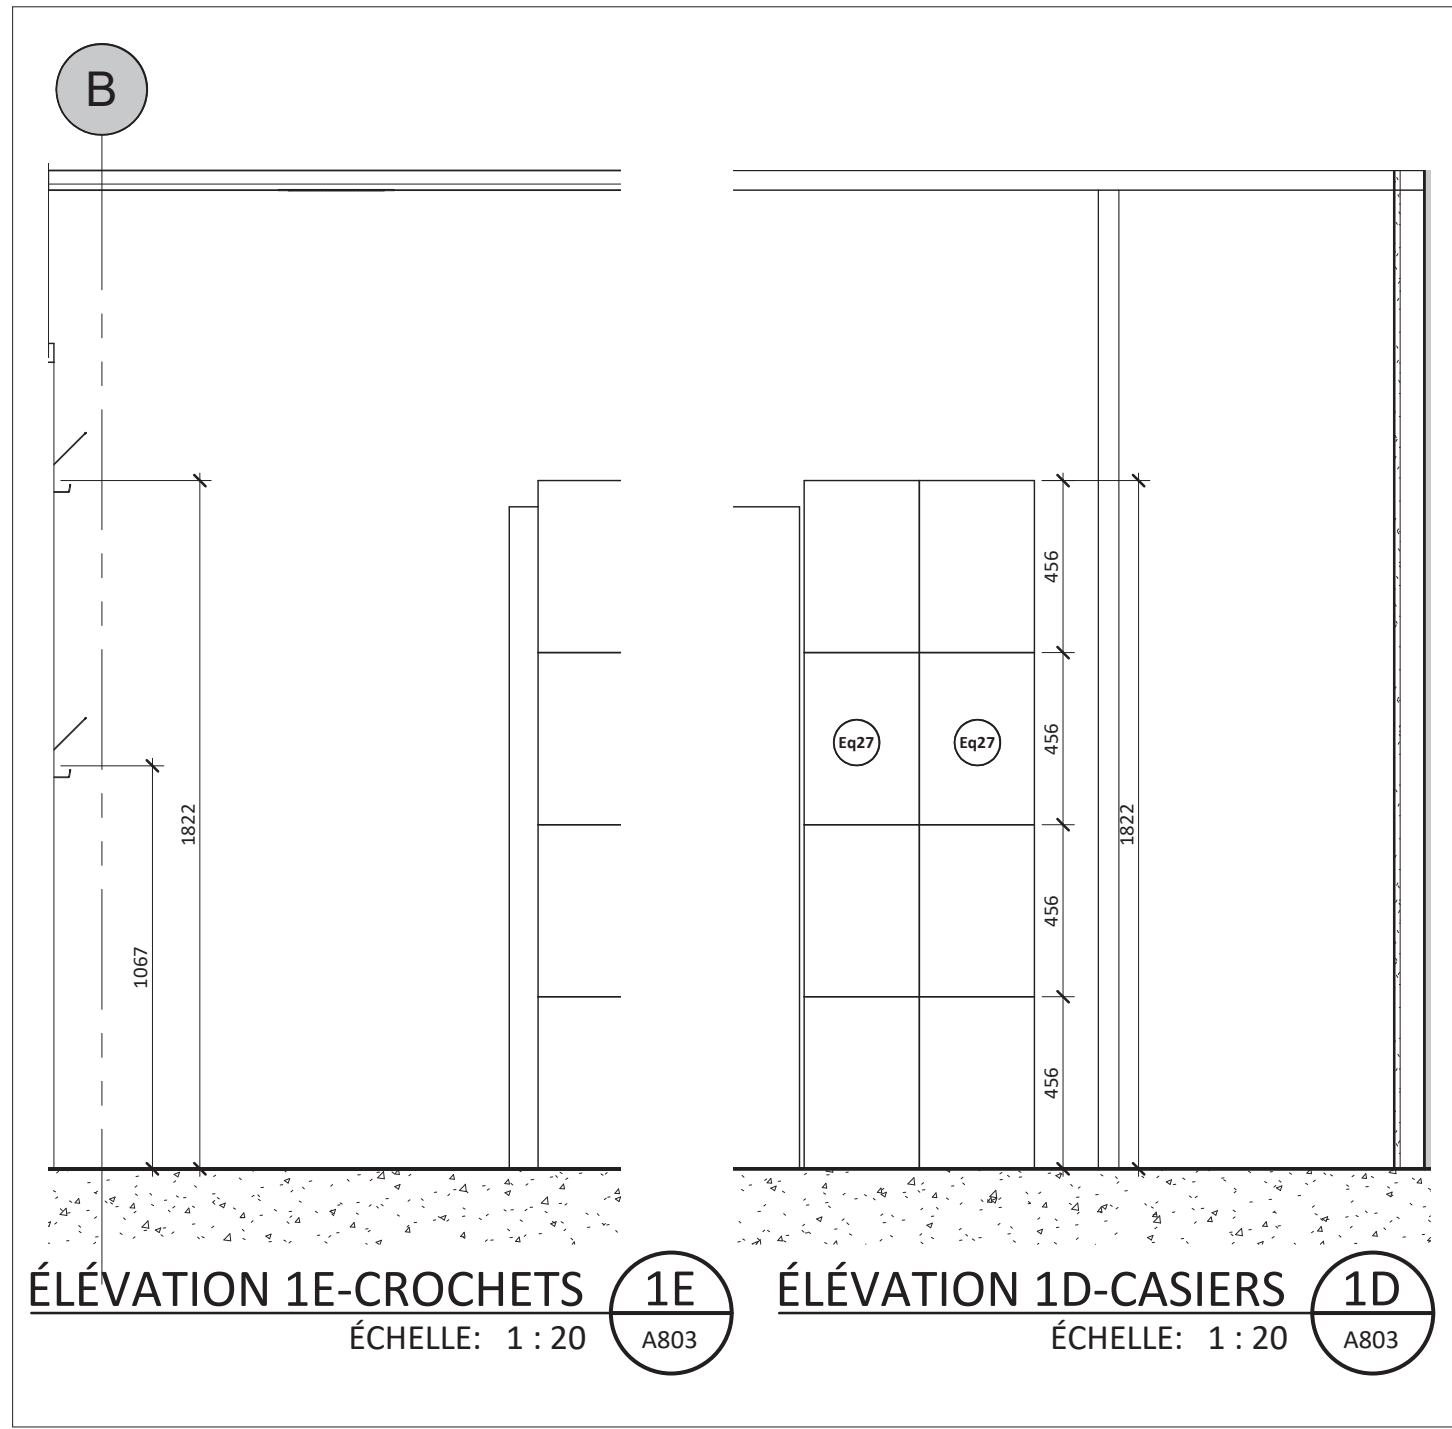 B
456
456
Eq27
Eq27
1822
1822
456
1067
456
ÉLÉVATION 1E-CROCHETS
1E
ÉCHELLE: 1 : 20
A803
ÉLÉVATION 1D-CASIERS
1D
ÉCHELLE: 1 : 20
A803